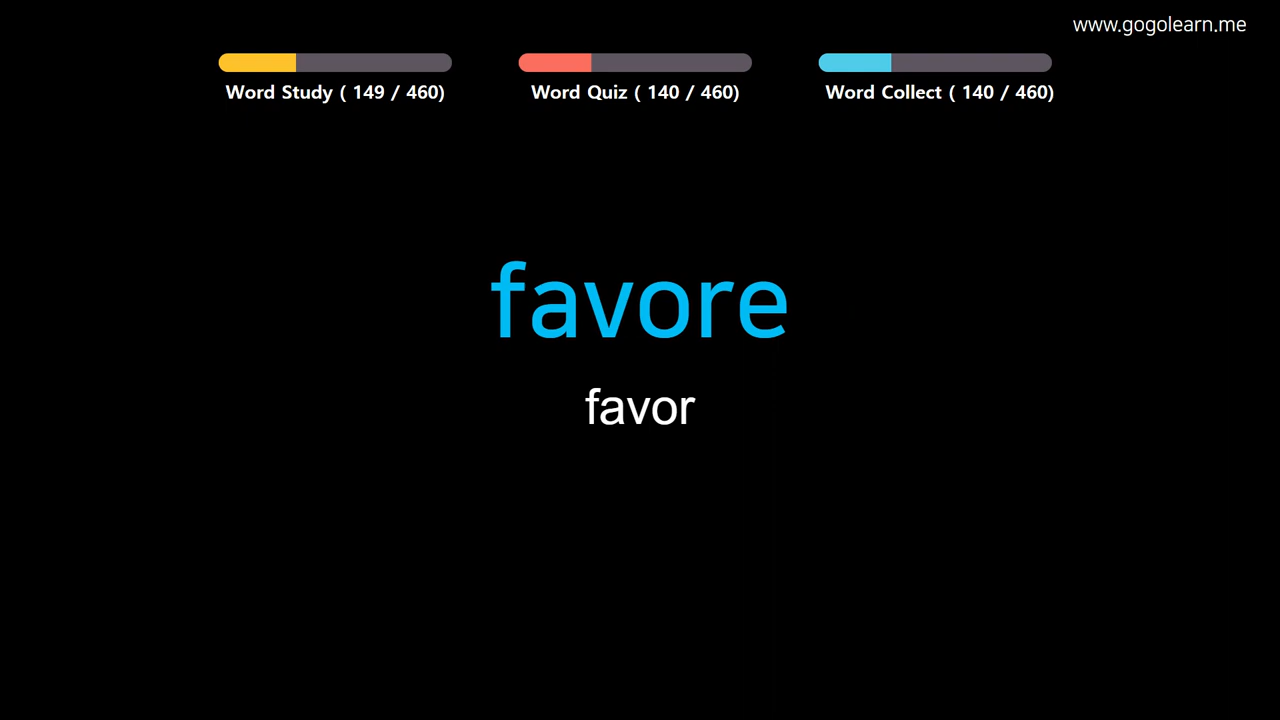 www.gogolearn.me
Word Study ( 149 / 460)
Word Quiz ( 140 / 460)
Word Collect ( 140 / 460)
favore
favor